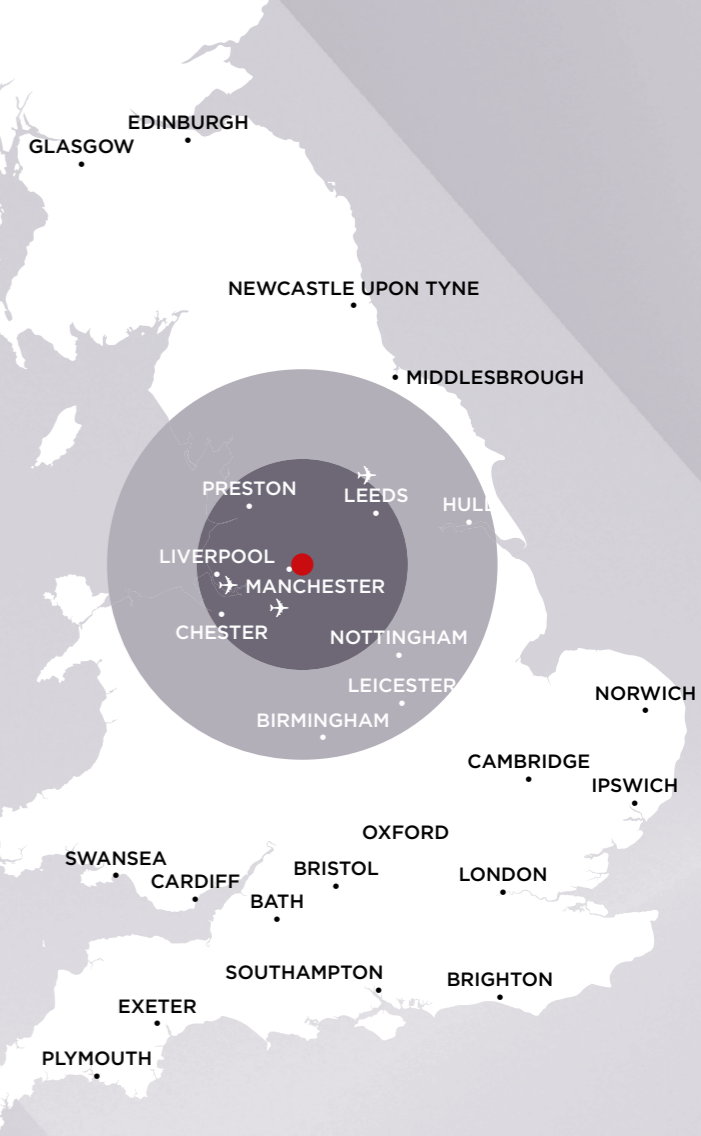 EDINBURGH
GLASGOW
NEWCASTLE UPON TYNE
MIDDLESBROUGH
PRESTON
LEEDS
HULL
LIVERPOOL
MANCHESTER
CHESTER
NOTTINGHAM
LEICESTER
NORWICH
BIRMINGHAM
CAMBRIDGE
IPSWICH
OXFORD
SWANSEA
BRISTOL
LONDON
CARDIFF
BATH
SOUTHAMPTON
BRIGHTON
EXETER
PLYMOUTH